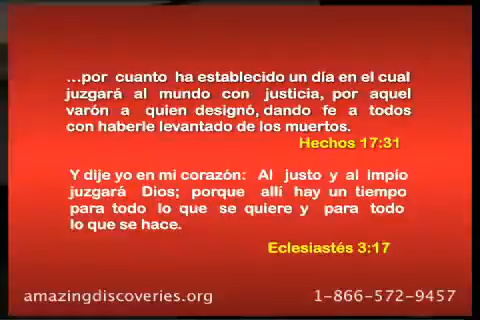 ...por cuanto ha establecido un día en el cual
juzgará al mundo con justicia, por aquel
varón a quien designó, dando fe a todos
con haberle levantado de los muertos.
Hechos 17:31
Y dije yo en mi corazón: Al justo y al impío
juzgará Dios; porque allí hay un tiempo
para todo lo que se quiere y para todo
lo que se hace.
Eclesiastés 3:17
amazingdiscoveries.org 1-866-572-9457